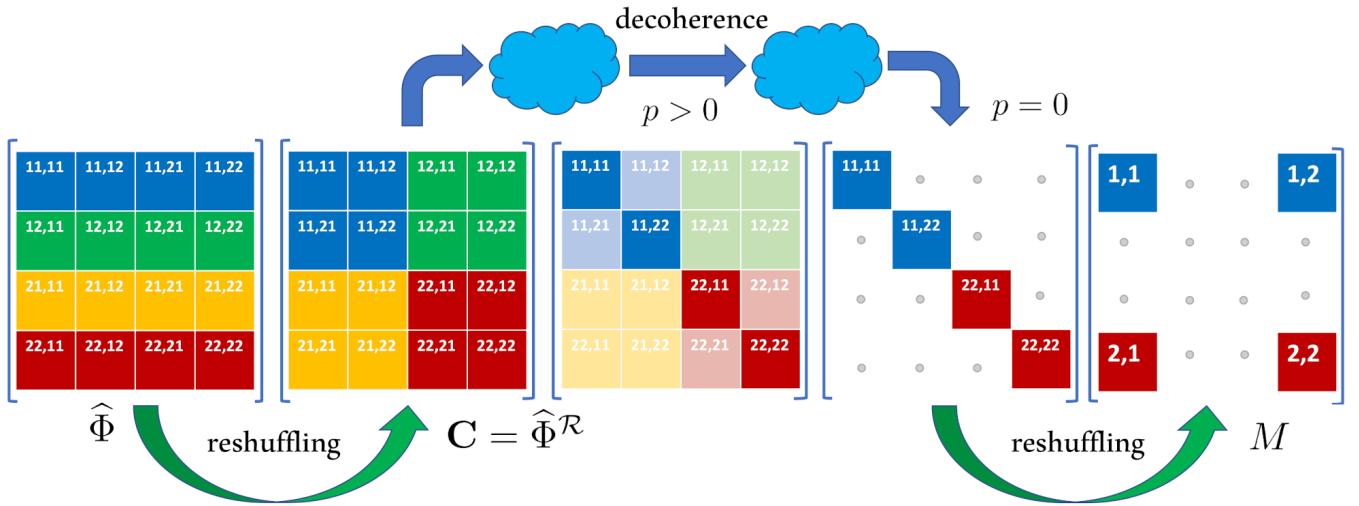 decoherence
p > 0
p = 0
11,11 11,12 11,21 11,22
12,11 12,12 12,21 12,22
21,11 21,12 21,21 21,22
22,11 22,12 22,21 22,22
11,11 11,12 12,11 12,12
11,21 11,22 12,21 12,22
21,11 21,12 22,11 22,12
21,21 21,22 22,21 22,22
11,11 11,12 12,11 12,12
11,21 11,22 12,21 12,22
21,11 21,12 22,11 22,12
22,11 21,22 22,21 22,22
11,11
11,22
22,11
22,22
1,1 1,2
2,1 2,2
Φ̂
reshuffling
C = Φ̂ᴿ
reshuffling
M